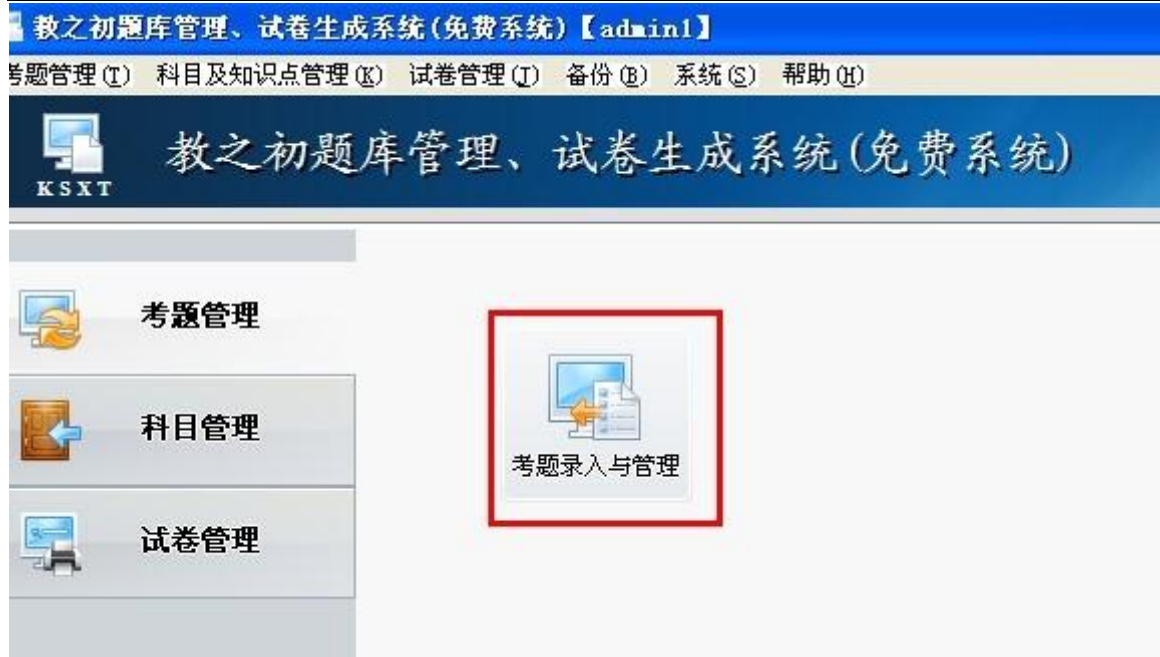 教之初题库管理、试卷生成系统(免费系统)【admin1】
考题管理(T) 科目及知识点管理(K) 试卷管理(J) 备份(B) 系统(S) 帮助(H)
教之初题库管理、试卷生成系统(免费系统)
KSXT
考题管理
科目管理
考题录入与管理
试卷管理